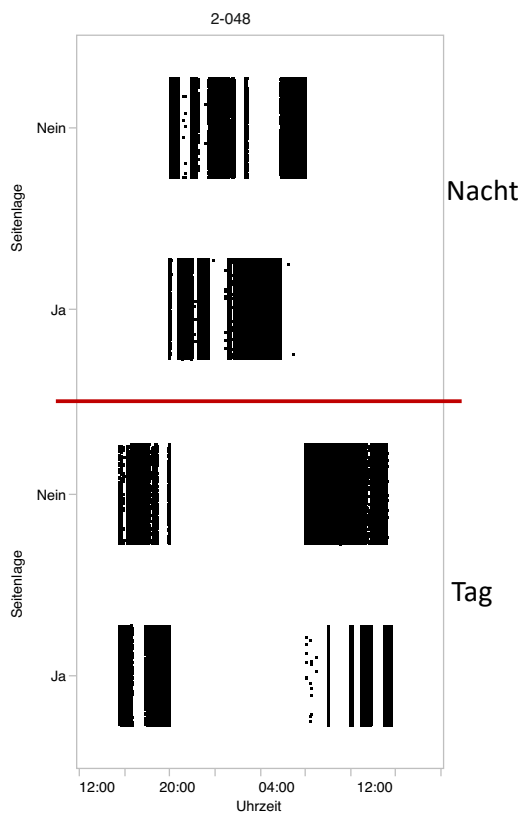 2-048
Nein
Seitenlage
Ja
Nacht
Nein
Seitenlage
Ja
Tag
12:00 20:00 04:00 12:00
Uhrzeit